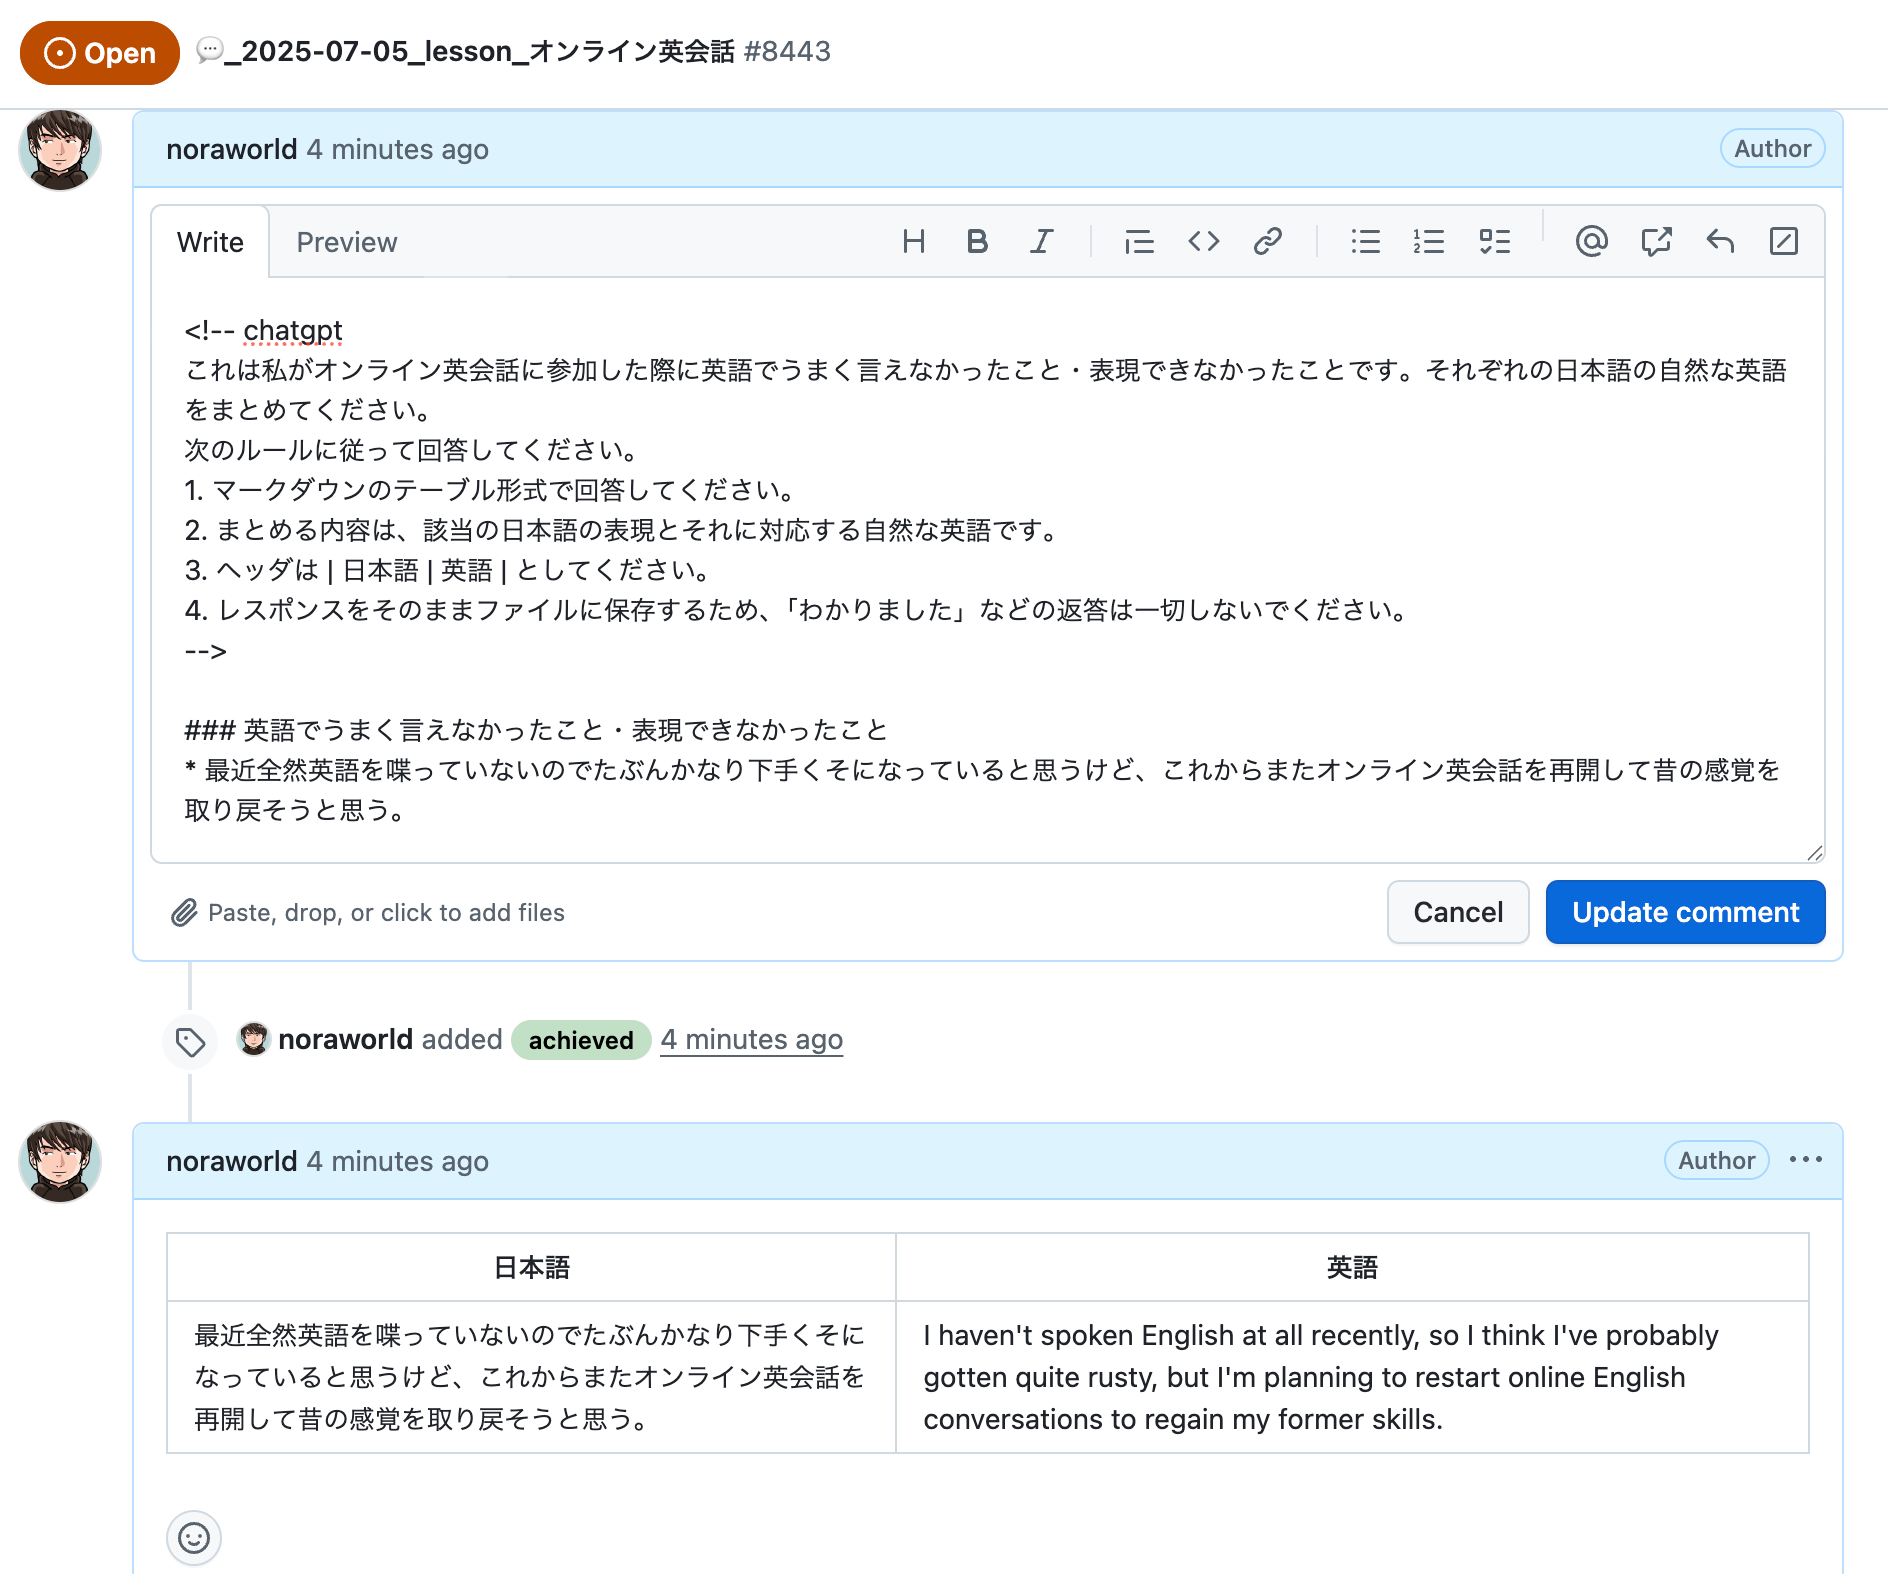 Open 💬_2025-07-05_lesson_オンライン英会話 #8443
noraworld 4 minutes ago Author
Write Preview
<!-- chatgpt
これは私がオンライン英会話に参加した際に英語でうまく言えなかったこと・表現できなかったことです。それぞれの日本語の自然な英語
をまとめてください。
次のルールに従って回答してください。
1. マークダウンのテーブル形式で回答してください。
2. まとめる内容は、該当の日本語の表現とそれに対応する自然な英語です。
3. ヘッダは | 日本語 | 英語 | としてください。
4. レスポンスをそのままファイルに保存するため、「わかりました」などの返答は一切しないでください。
-->
### 英語でうまく言えなかったこと・表現できなかったこと
* 最近全然英語を喋っていないのでたぶんかなり下手くそになっていると思うけど、これからまたオンライン英会話を再開して昔の感覚を
取り戻そうと思う。
Paste, drop, or click to add files
Cancel Update comment
noraworld added achieved 4 minutes ago
noraworld 4 minutes ago Author
日本語 英語
最近全然英語を喋っていないのでたぶんかなり下手くそに
なっていると思うけど、これからまたオンライン英会話を
再開して昔の感覚を取り戻そうと思う。
I haven't spoken English at all recently, so I think I've probably
gotten quite rusty, but I'm planning to restart online English
conversations to regain my former skills.